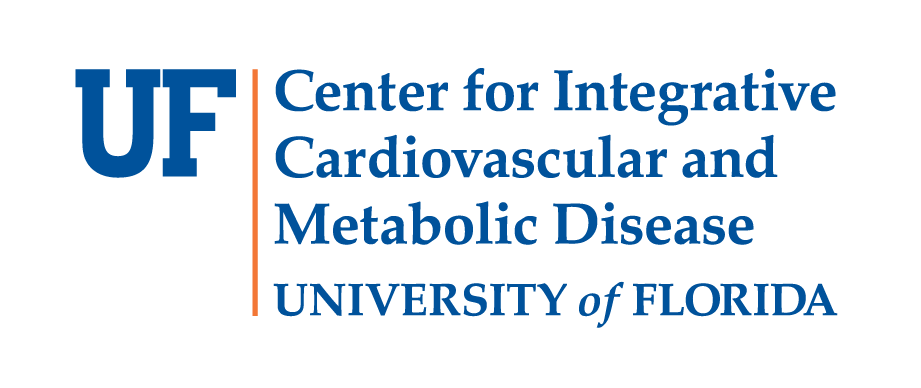 UF
Center for Integrative
Cardiovascular and
Metabolic Disease
UNIVERSITY of FLORIDA